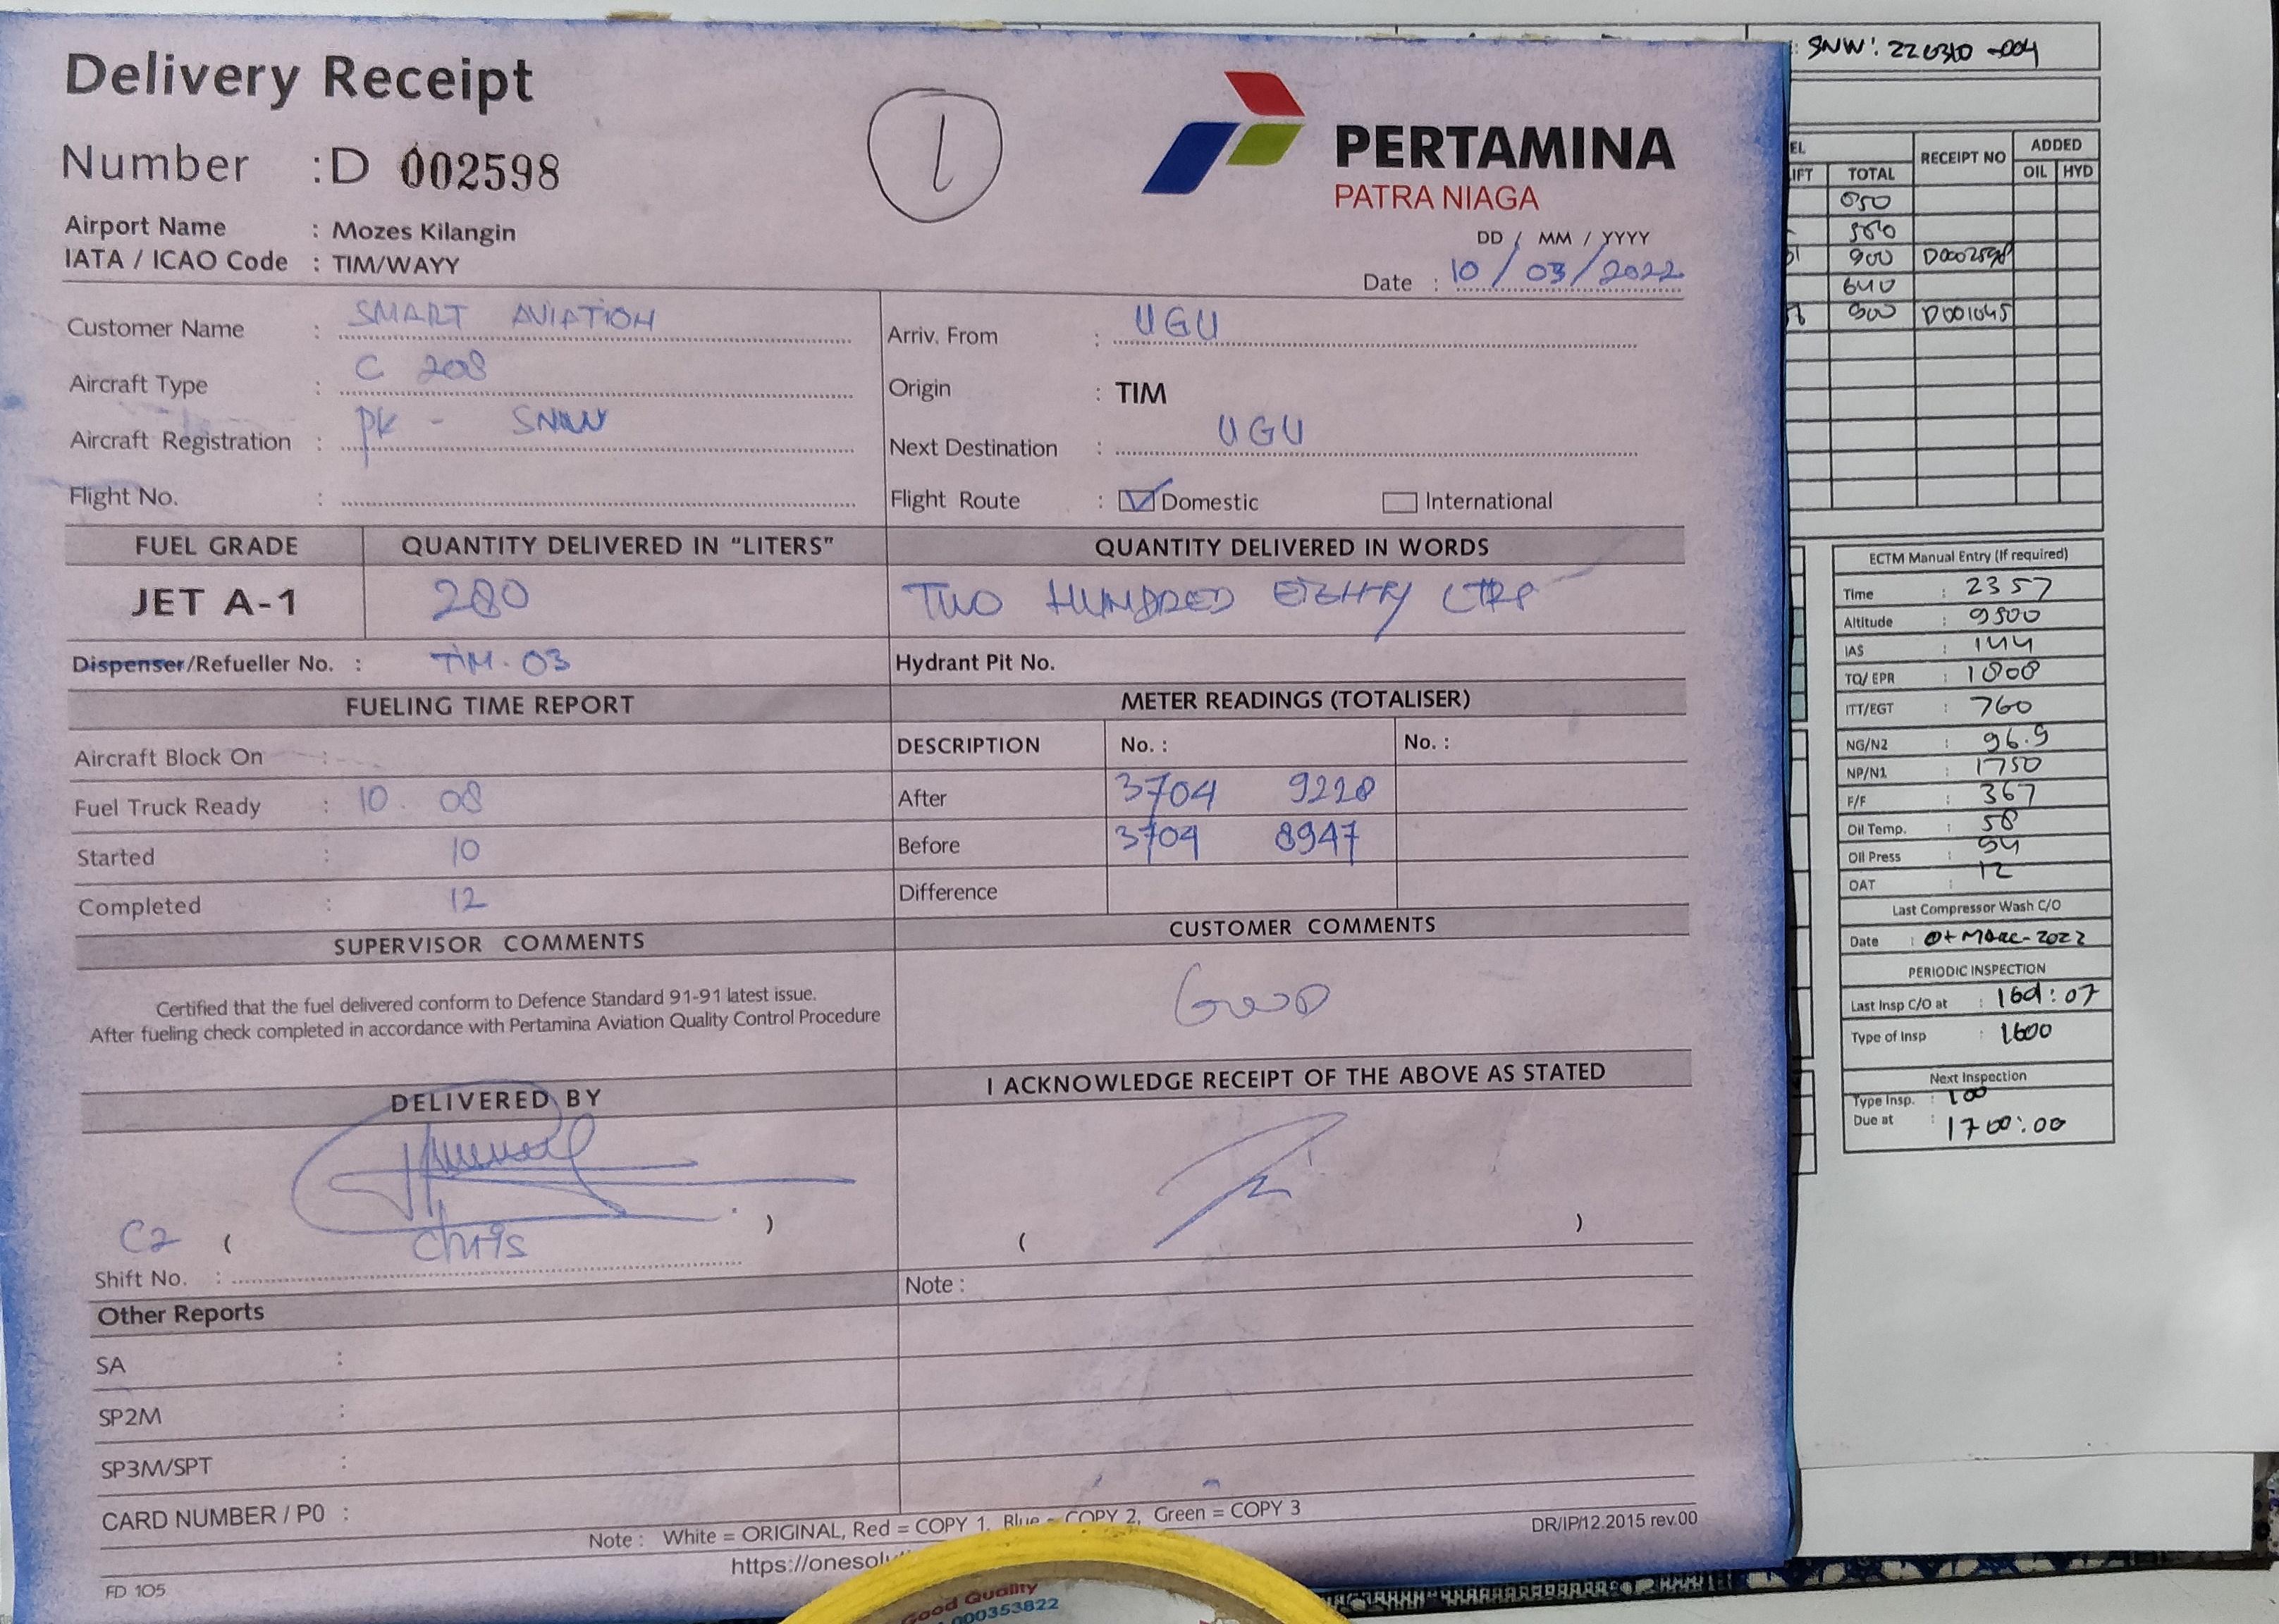 Delivery Receipt
Number : D 002598
1
PERTAMINA
PATRA NIAGA
Airport Name : Mozes Kilangin
IATA / ICAO Code : TIM/WAYY
DD / MM / YYYY
Date : 10 / 03 / 2022
Customer Name : SMART AVIATION
Arriv. From : UGU
Aircraft Type : C 208
Origin : TIM
Aircraft Registration : PK - SNW
Next Destination : UGU
Flight No. :
Flight Route : Domestic International
FUEL GRADE QUANTITY DELIVERED IN "LITERS" QUANTITY DELIVERED IN WORDS
JET A-1 280 TWO HUNDRED EIGHTY LTRS
Dispenser/Refueller No. : TIM-03 Hydrant Pit No.
FUELING TIME REPORT METER READINGS (TOTALISER)
Aircraft Block On : DESCRIPTION No. : No. :
Fuel Truck Ready : 10. 08 After 3704 9228
Started : 10 Before 3704 8947
Completed : 12 Difference
SUPERVISOR COMMENTS CUSTOMER COMMENTS
Certified that the fuel delivered conform to Defence Standard 91-91 latest issue.
After fueling check completed in accordance with Pertamina Aviation Quality Control Procedure
GOOD
DELIVERED BY I ACKNOWLEDGE RECEIPT OF THE ABOVE AS STATED
C2 ( Chris ) ( )
Shift No. :
Note :
Other Reports
SA :
SP2M :
SP3M/SPT :
CARD NUMBER / P0 :
Note : White = ORIGINAL, Red = COPY 1, Blue = COPY 2, Green = COPY 3
DR/IP/12.2015 rev.00
FD 105
Good Quality
000353822
: SNW : 220310 -004
RECEIPT NO ADDED
TOTAL OIL HYD
900 D0002598
640
900 D001045
ECTM Manual Entry (If required)
Time : 2357
Altitude : 9500
IAS : 144
TQ/ EPR : 1808
ITT/EGT : 760
NG/N2 : 96.9
NP/N1 : 1750
F/F : 367
Oil Temp. : 58
Oil Press : 94
OAT : 12
Last Compressor Wash C/O
Date : 07 MARC-2022
PERIODIC INSPECTION
Last Insp C/O at :
Type of Insp : 1600
Next Inspection
Type Insp. : 100
Due at : 1700:00